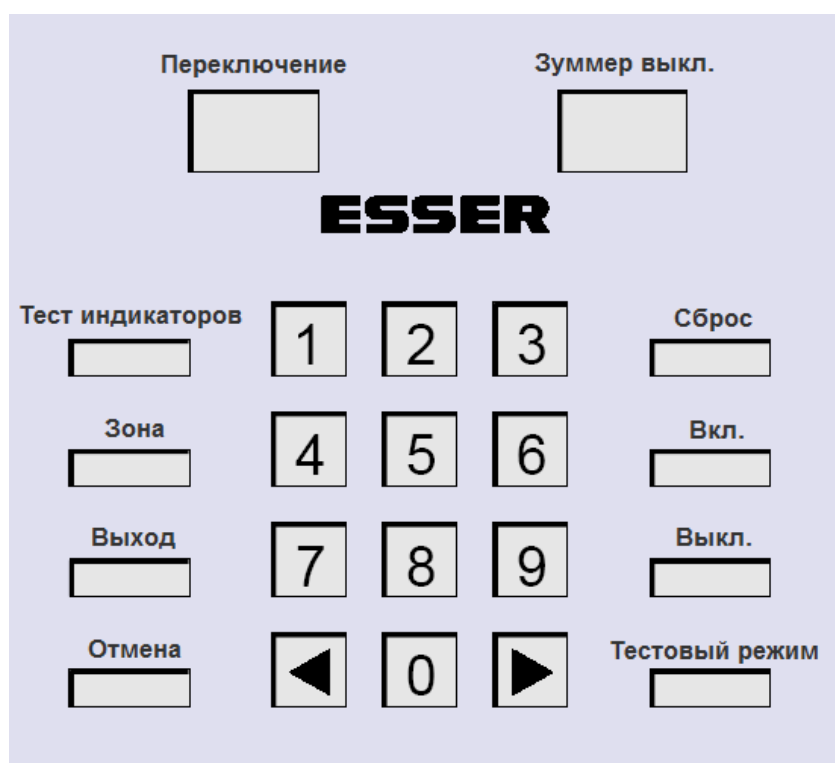 Переключение Зуммер выкл.
ESSER
Тест индикаторов 1 2 3 Сброс
Зона 4 5 6 Вкл.
Выход 7 8 9 Выкл.
Отмена ◀ 0 ▶ Тестовый режим